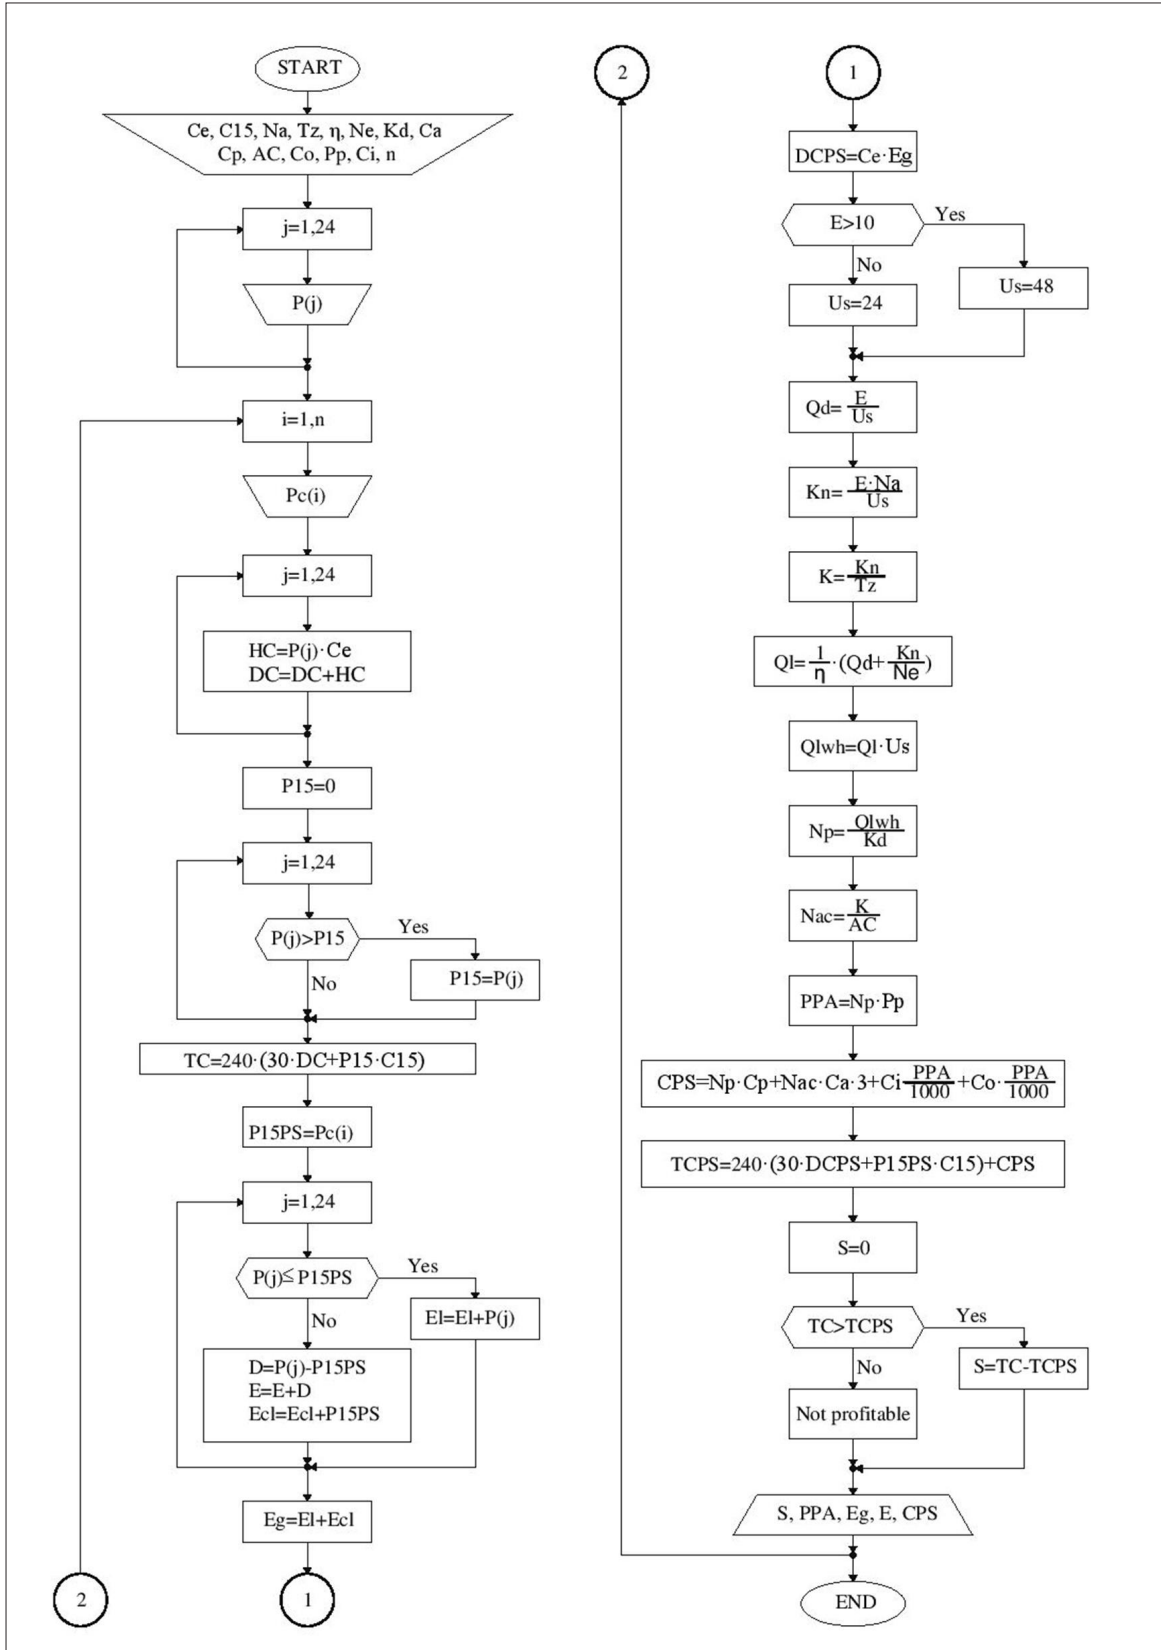 START
Ce, C15, Na, Tz, η, Ne, Kd, Ca
Cp, AC, Co, Pp, Ci, n
j=1,24
P(j)
i=1,n
Pc(i)
j=1,24
HC=P(j)·Ce
DC=DC+HC
P15=0
j=1,24
P(j)>P15
Yes
No
P15=P(j)
TC=240·(30·DC+P15·C15)
P15PS=Pc(i)
j=1,24
P(j)≤P15PS
Yes
No
El=El+P(j)
D=P(j)-P15PS
E=E+D
Ecl=Ecl+P15PS
Eg=El+Ecl
2
1
2
1
DCPS=Ce·Eg
E>10
Yes
No
Us=48
Us=24
Qd=E/Us
Kn=E·Na/Us
K=Kn/Tz
Ql=1/η·(Qd+Kn/Ne)
Qlwh=Ql·Us
Np=Qlwh/Kd
Nac=K/AC
PPA=Np·Pp
CPS=Np·Cp+Nac·Ca·3+Ci·PPA/1000+Co·PPA/1000
TCPS=240·(30·DCPS+P15PS·C15)+CPS
S=0
TC>TCPS
Yes
No
S=TC-TCPS
Not profitable
S, PPA, Eg, E, CPS
END